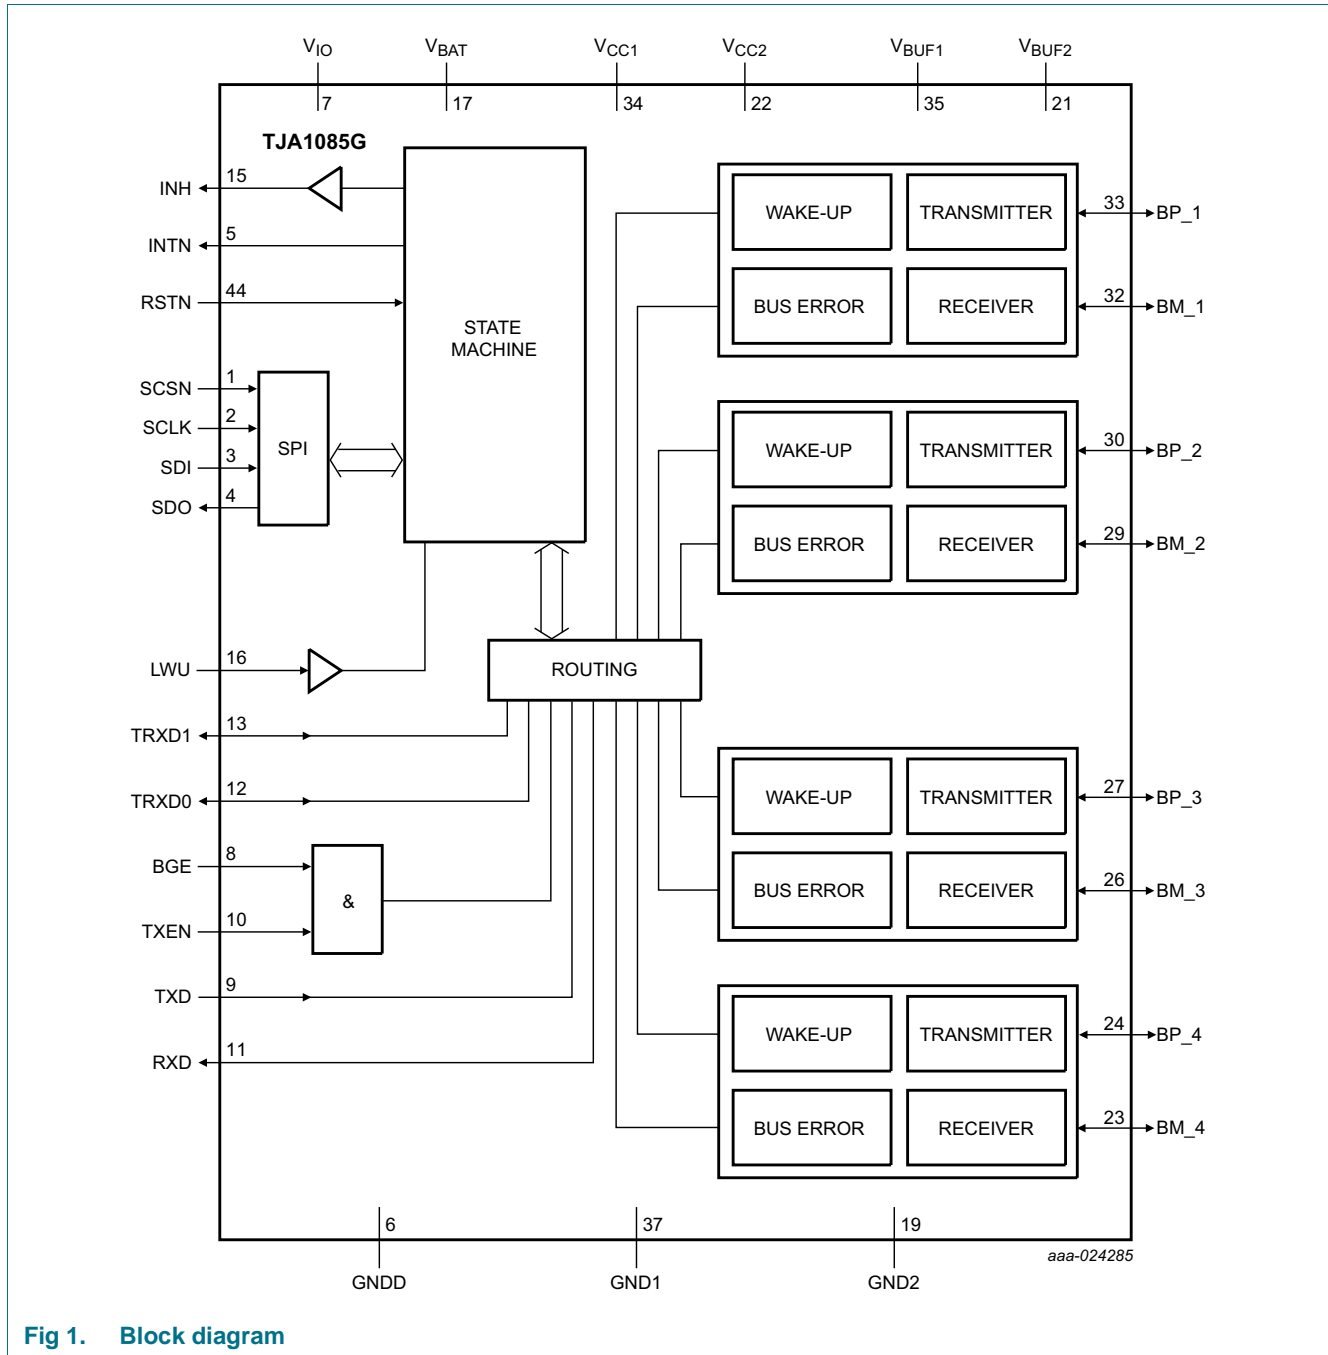 VIO VBAT VCC1 VCC2 VBUF1 VBUF2
7 17 34 22 35 21
TJA1085G
INH 15
INTN 5
RSTN 44
STATE
MACHINE
SCSN 1
SCLK 2
SDI 3
SDO 4
SPI
LWU 16
ROUTING
TRXD1 13
TRXD0 12
BGE 8
&
TXEN 10
TXD 9
RXD 11
WAKE-UP TRANSMITTER 33 BP_1
BUS ERROR RECEIVER 32 BM_1
WAKE-UP TRANSMITTER 30 BP_2
BUS ERROR RECEIVER 29 BM_2
WAKE-UP TRANSMITTER 27 BP_3
BUS ERROR RECEIVER 26 BM_3
WAKE-UP TRANSMITTER 24 BP_4
BUS ERROR RECEIVER 23 BM_4
6 37 19
GNDD GND1 GND2
aaa-024285
Fig 1. Block diagram